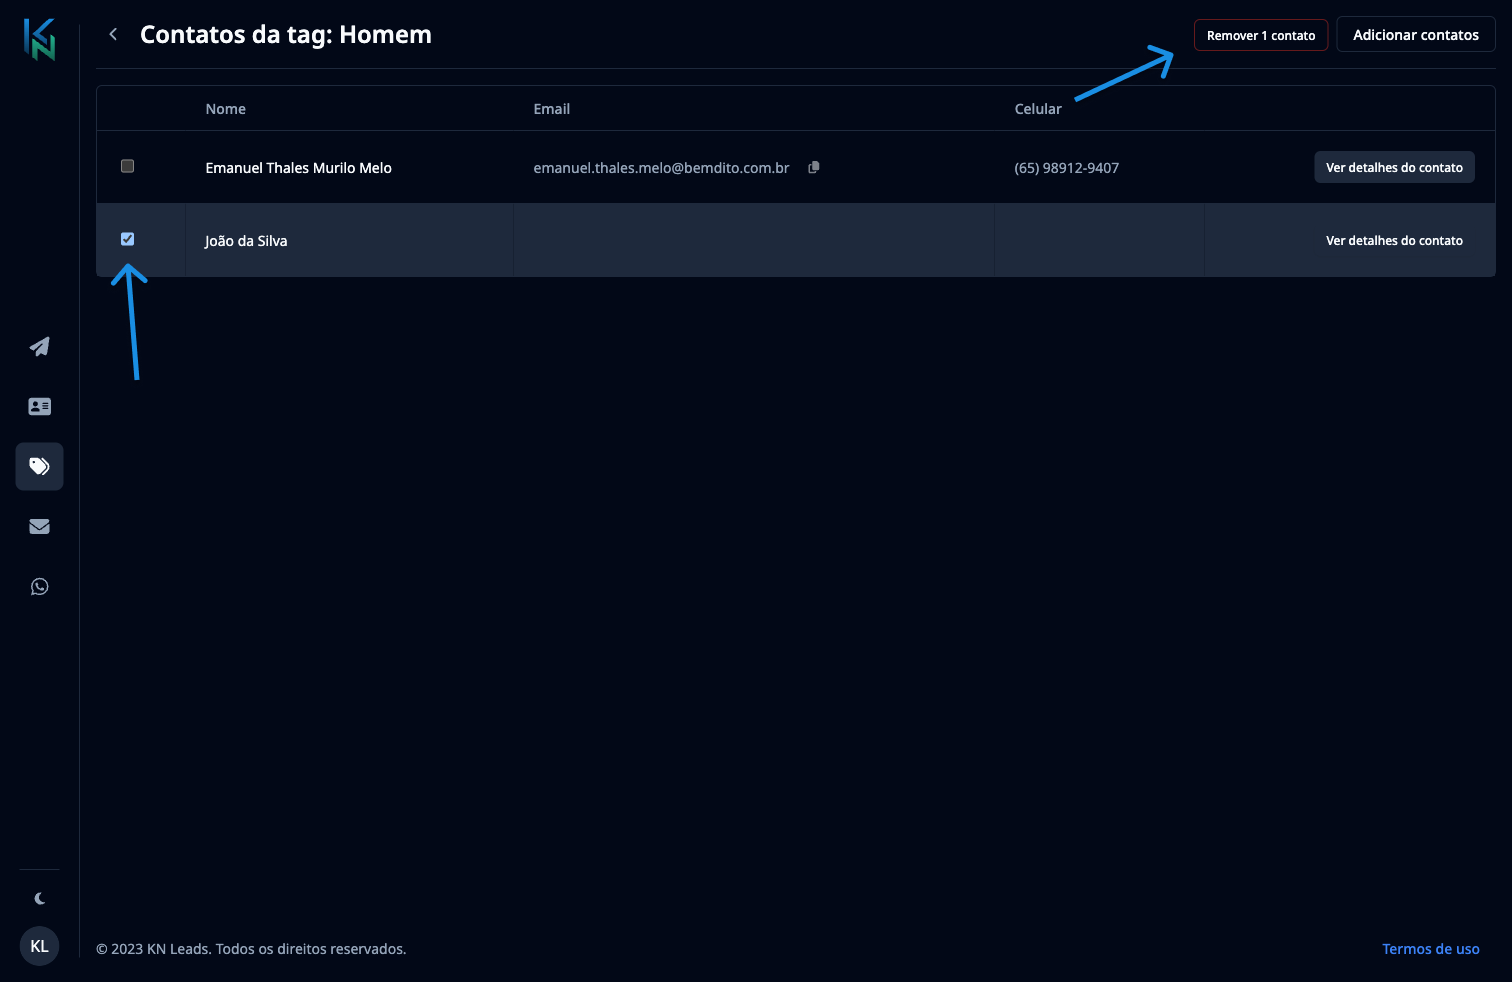 KN
Contatos da tag: Homem
Remover 1 contato
Adicionar contatos
Nome Email Celular
Emanuel Thales Murilo Melo emanuel.thales.melo@bemdito.com.br (65) 98912-9407 Ver detalhes do contato
João da Silva Ver detalhes do contato
KL
© 2023 KN Leads. Todos os direitos reservados.
Termos de uso